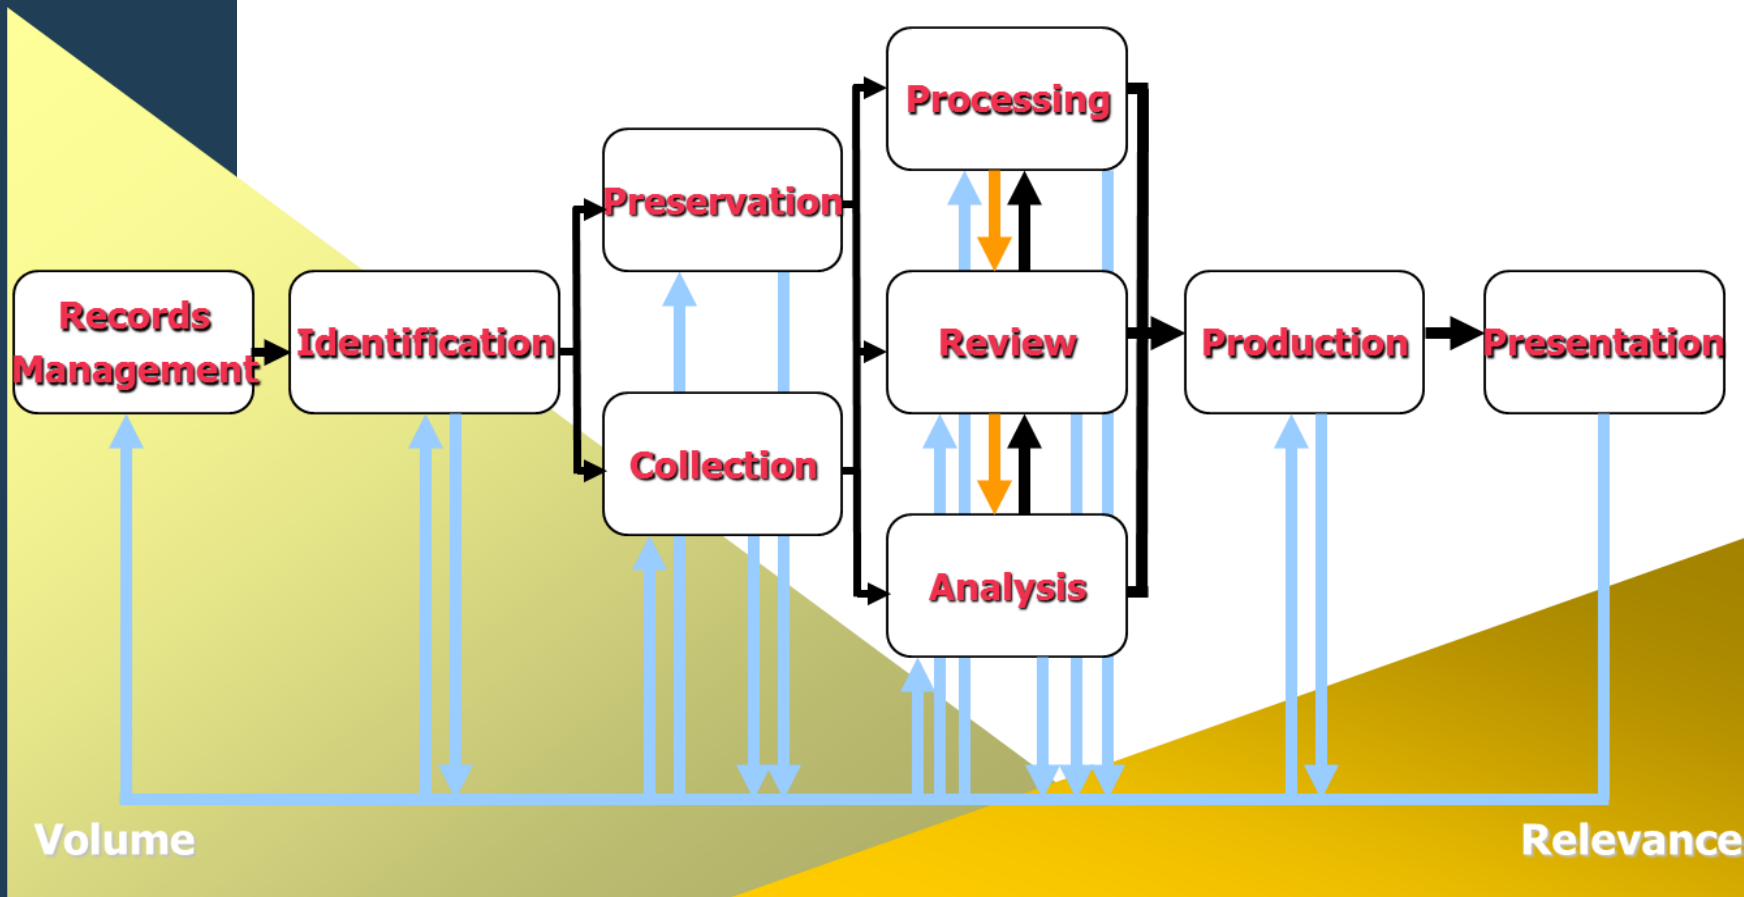 Records
Management
Identification
Preservation
Collection
Processing
Review
Analysis
Production
Presentation
Volume
Relevance